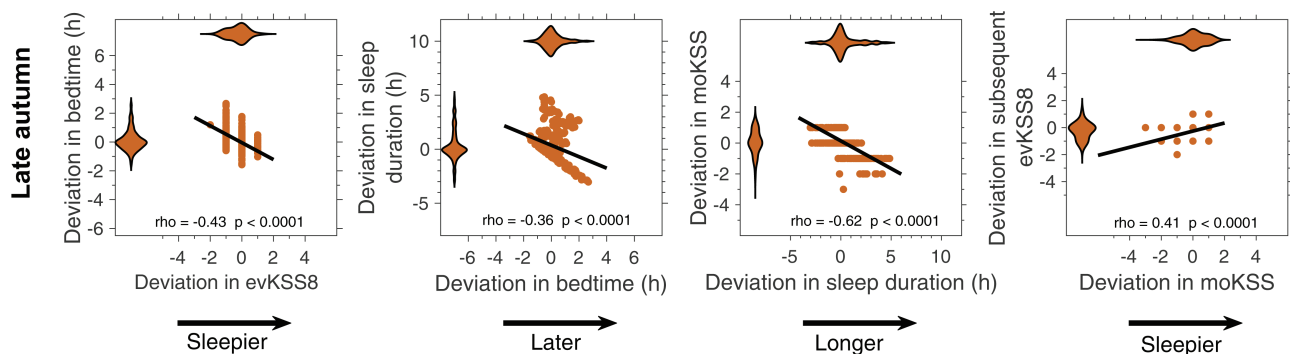 Late autumn
Deviation in bedtime (h)
6
4
2
0
-2
-4
-6
rho = -0.43 p < 0.0001
-4 -2 0 2 4
Deviation in evKSS8
Sleepier
Deviation in sleep
duration (h)
10
5
0
-5
rho = -0.36 p < 0.0001
-6 -4 -2 0 2 4 6
Deviation in bedtime (h)
Later
Deviation in moKSS
4
2
0
-2
-4
rho = -0.62 p < 0.0001
-5 0 5 10
Deviation in sleep duration (h)
Longer
Deviation in subsequent
evKSS8
4
2
0
-2
-4
rho = 0.41 p < 0.0001
-4 -2 0 2 4
Deviation in moKSS
Sleepier